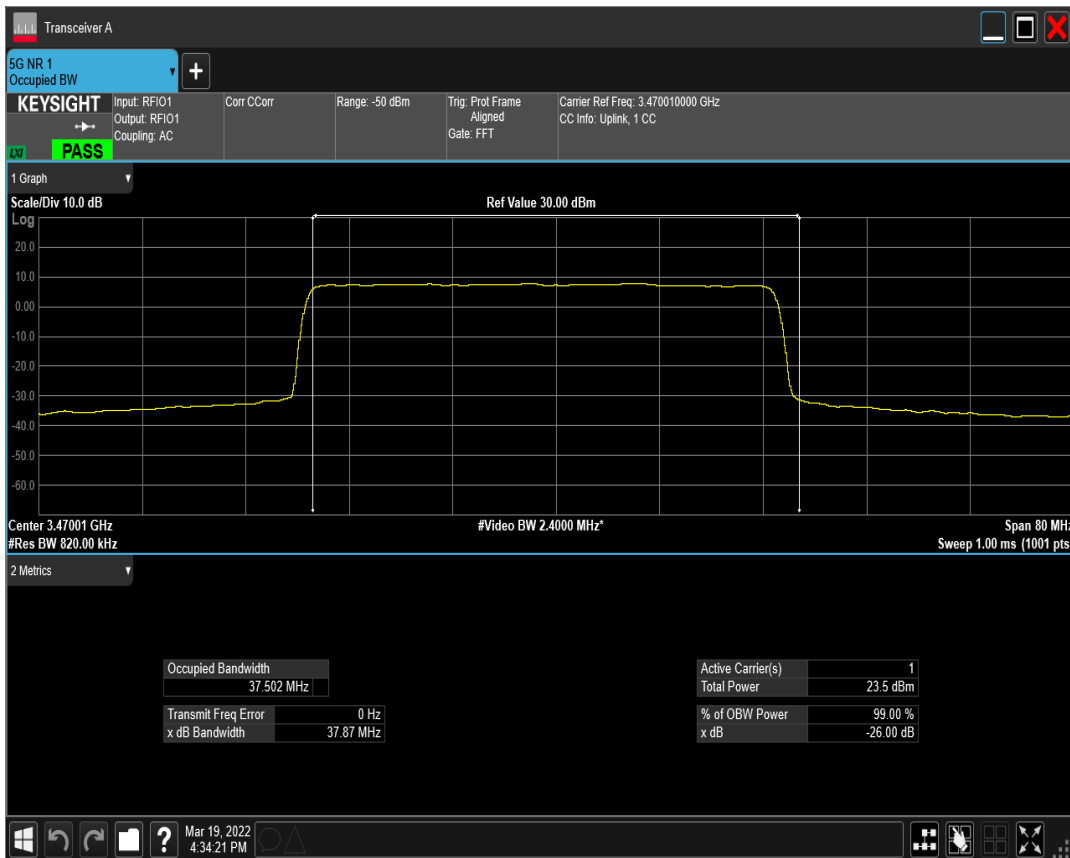 Transceiver A
5G NR 1
Occupied BW
+
KEYSIGHT
LXI
PASS
Input: RFIO1
Output: RFIO1
Coupling: AC
Corr CCorr
Range: -50 dBm
Trig: Prot Frame
Aligned
Gate: FFT
Carrier Ref Freq: 3.470010000 GHz
CC Info: Uplink, 1 CC
1 Graph
Scale/Div 10.0 dB
Ref Value 30.00 dBm
Log
20.0
10.0
0.00
-10.0
-20.0
-30.0
-40.0
-50.0
-60.0
Center 3.47001 GHz
#Video BW 2.4000 MHz*
Span 80 MHz
#Res BW 820.00 kHz
Sweep 1.00 ms (1001 pts
2 Metrics
Occupied Bandwidth
37.502 MHz
Transmit Freq Error 0 Hz
x dB Bandwidth 37.87 MHz
Active Carrier(s) 1
Total Power 23.5 dBm
% of OBW Power 99.00 %
x dB -26.00 dB
?
Mar 19, 2022
4:34:21 PM